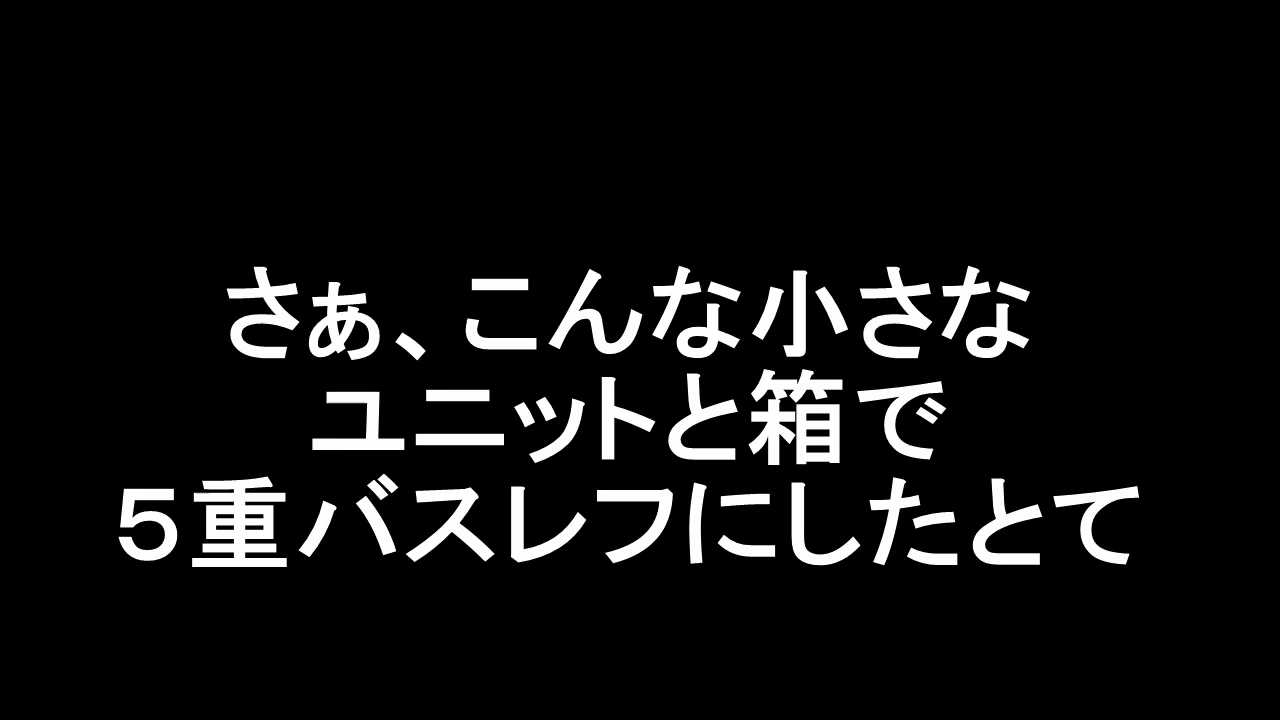 さぁ、こんな小さな
ユニットと箱で
５重バスレフにしたとて